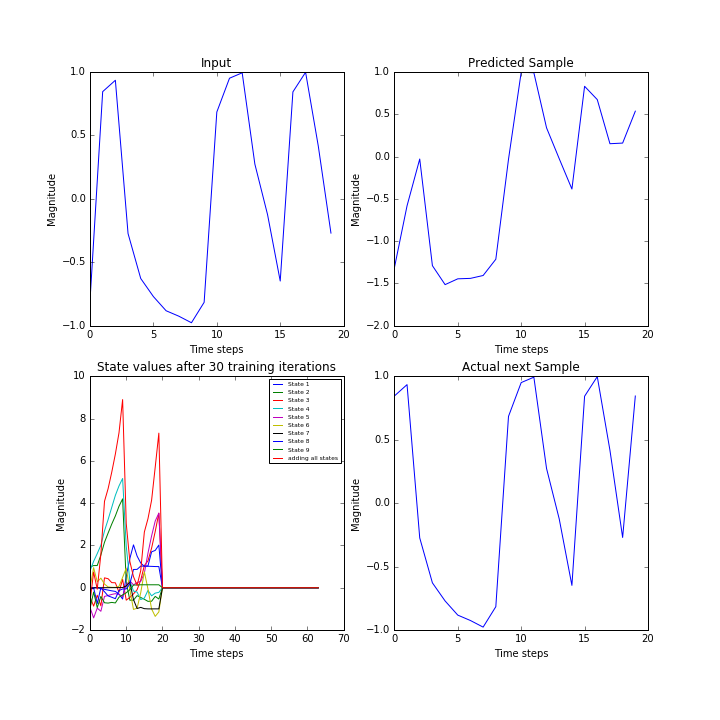 Input
1.0
0.5
0.0
−0.5
−1.0
Magnitude
0 5 10 15 20
Time steps
Predicted Sample
1.0
0.5
0.0
−0.5
−1.0
−1.5
−2.0
Magnitude
0 5 10 15 20
Time steps
State values after 30 training iterations
10
8
6
4
2
0
−2
Magnitude
State 1
State 2
State 3
State 4
State 5
State 6
State 7
State 8
State 9
adding all states
0 10 20 30 40 50 60 70
Time steps
Actual next Sample
1.0
0.5
0.0
−0.5
−1.0
Magnitude
0 5 10 15 20
Time steps